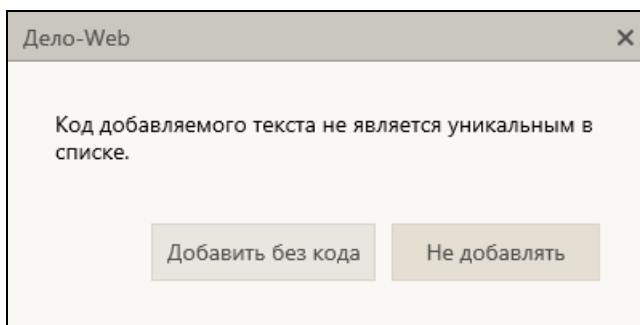 Дело-Web
Код добавляемого текста не является уникальным в
списке.
Добавить без кода
Не добавлять